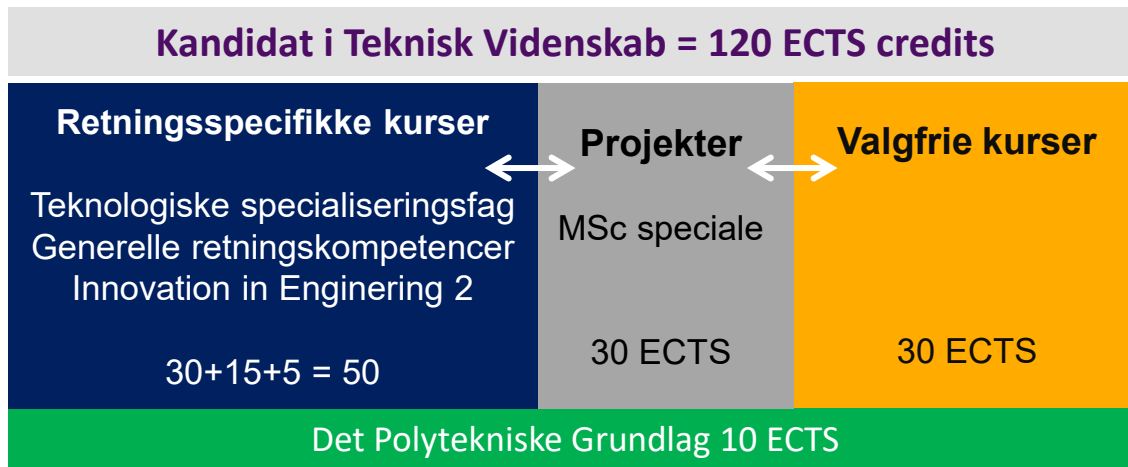 Kandidat i Teknisk Videnskab = 120 ECTS credits
Retningsspecifikke kurser
Teknologiske specialiseringsfag
Generelle retningskompetencer
Innovation in Enginering 2
30+15+5 = 50
Projekter
MSc speciale
30 ECTS
Valgfrie kurser
30 ECTS
Det Polytekniske Grundlag 10 ECTS